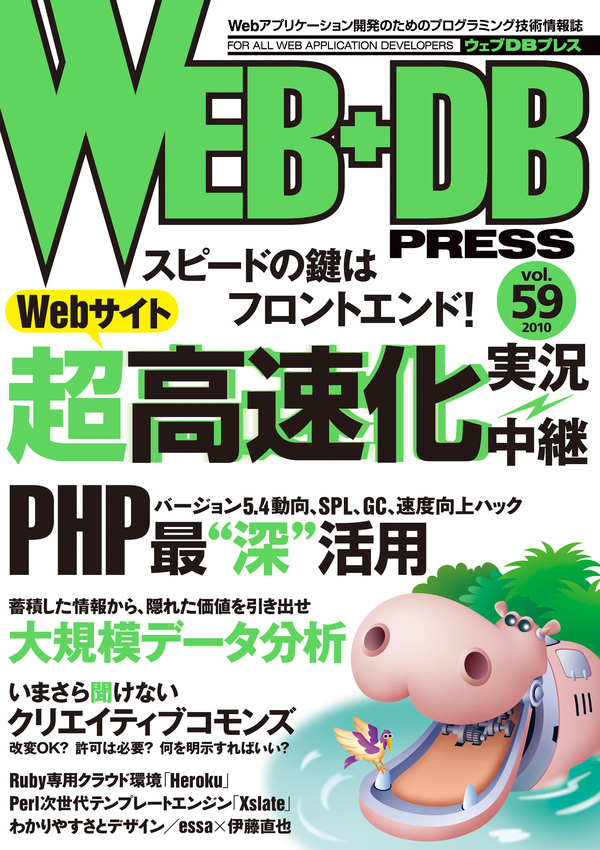 Webアプリケーション開発のためのプログラミング技術情報誌
FOR ALL WEB APPLICATION DEVELOPERS ウェブDBプレス
WEB+DB
PRESS
vol.
59
2010
スピードの鍵は
フロントエンド!
Webサイト
超高速化
実況
中継
PHP
バージョン5.4動向、SPL、GC、速度向上ハック
最“深”活用
蓄積した情報から、隠れた価値を引き出せ
大規模データ分析
いまさら聞けない
クリエイティブコモンズ
改変OK? 許可は必要? 何を明示すればいい?
Ruby専用クラウド環境「Heroku」
Perl次世代テンプレートエンジン「Xslate」
わかりやすさとデザイン/essa×伊藤直也